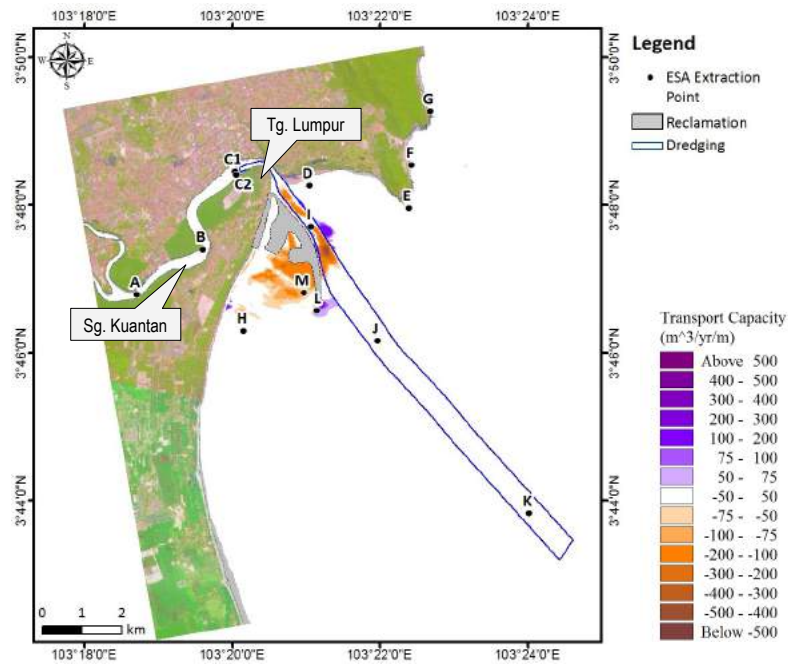 103°18'0"E 103°20'0"E 103°22'0"E 103°24'0"E
3°50'0"N
3°48'0"N
3°46'0"N
3°44'0"N
N
W E
S
G
Tg. Lumpur
F
C1
C2
D
E
I
B
A
M
L
Sg. Kuantan
H
J
K
0 1 2
km
3°50'0"N
3°48'0"N
3°46'0"N
3°44'0"N
103°18'0"E 103°20'0"E 103°22'0"E 103°24'0"E
Legend
ESA Extraction
Point
Reclamation
Dredging
Transport Capacity
(m^3/yr/m)
Above 500
400 - 500
300 - 400
200 - 300
100 - 200
75 - 100
50 - 75
-50 - 50
-75 - -50
-100 - -75
-200 - -100
-300 - -200
-400 - -300
-500 - -400
Below -500